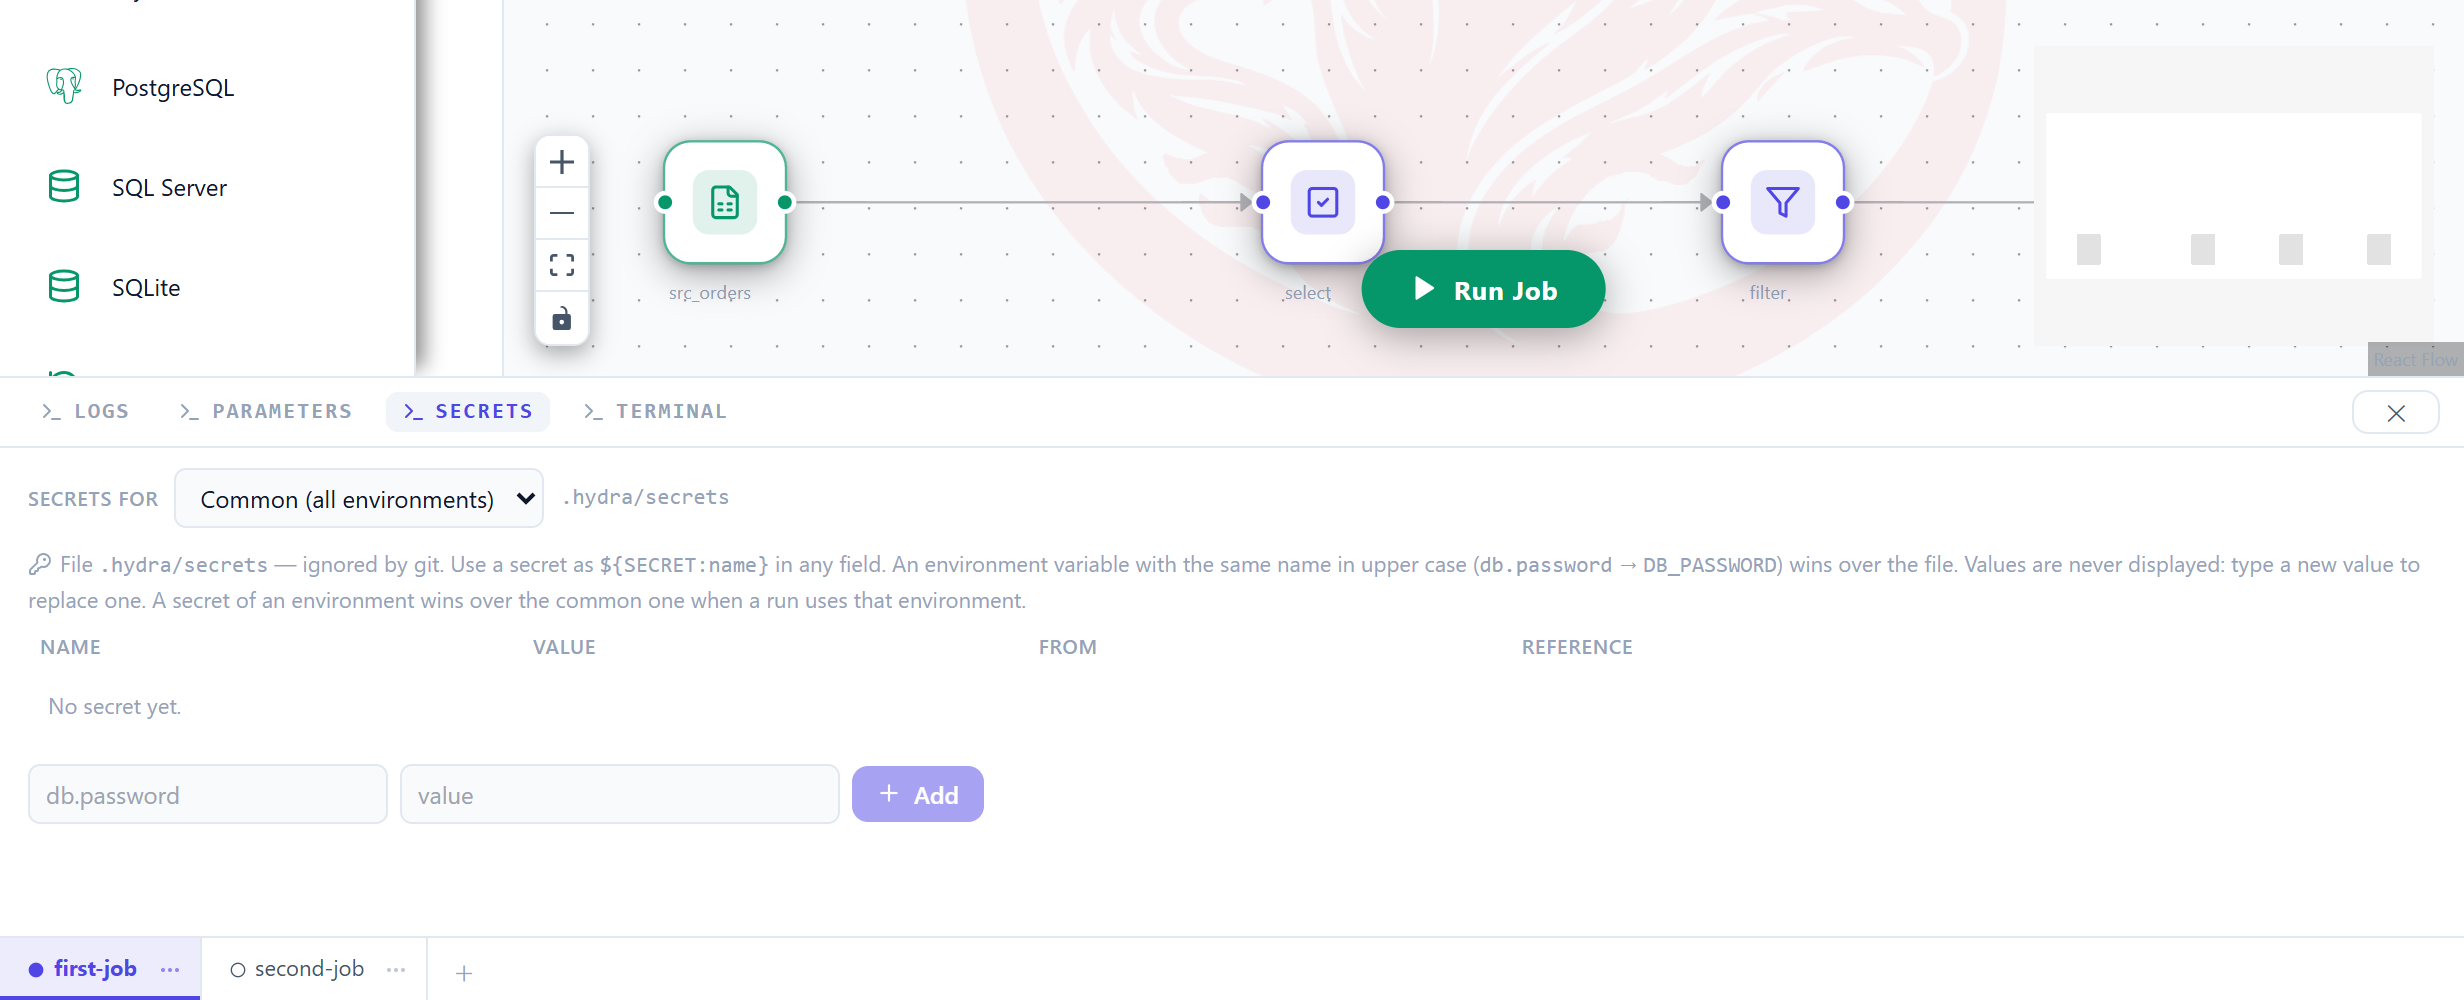 PostgreSQL
SQL Server
SQLite
src_orders
select
Run Job
filter
React Flow
LOGS
PARAMETERS
SECRETS
TERMINAL
SECRETS FOR
Common (all environments)
.hydra/secrets
File .hydra/secrets — ignored by git. Use a secret as ${SECRET:name} in any field. An environment variable with the same name in upper case (db.password → DB_PASSWORD) wins over the file. Values are never displayed: type a new value to
replace one. A secret of an environment wins over the common one when a run uses that environment.
NAME VALUE FROM REFERENCE
No secret yet.
db.password
value
+ Add
first-job ···
second-job ···
+